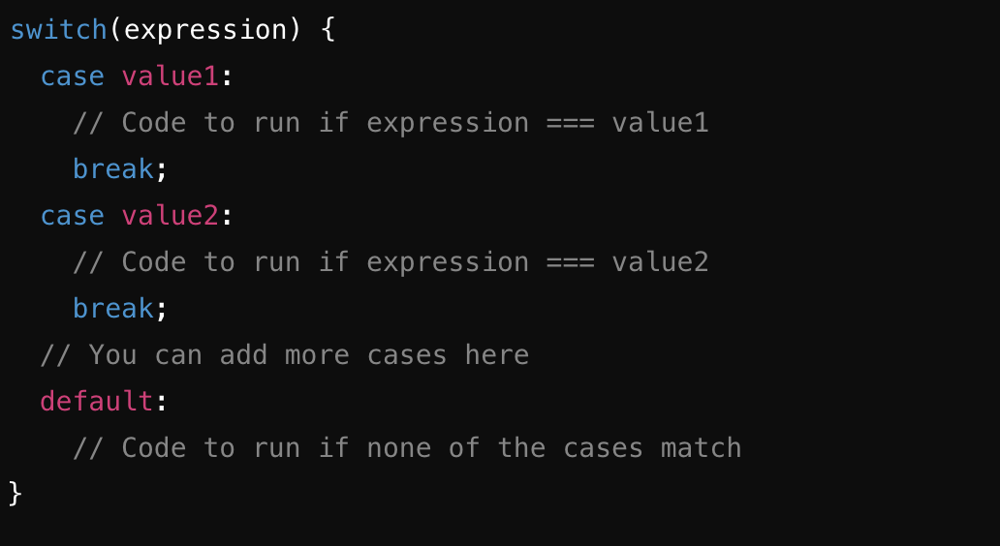 switch(expression) {
  case value1:
    // Code to run if expression === value1
    break;
  case value2:
    // Code to run if expression === value2
    break;
  // You can add more cases here
  default:
    // Code to run if none of the cases match
}